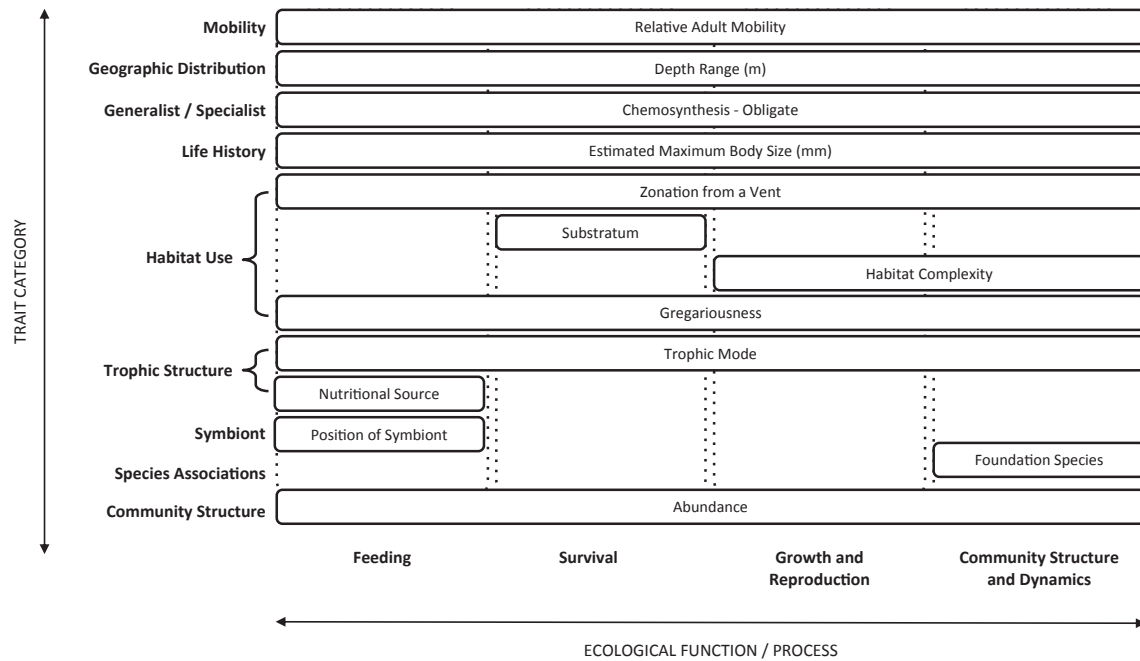 Mobility
Relative Adult Mobility
Geographic Distribution
Depth Range (m)
Generalist / Specialist
Chemosynthesis - Obligate
Life History
Estimated Maximum Body Size (mm)
Zonation from a Vent
Substratum
Habitat Use
Habitat Complexity
Gregariousness
Trophic Mode
Trophic Structure
Nutritional Source
Symbiont
Position of Symbiont
Species Associations
Foundation Species
Community Structure
Abundance
TRAIT CATEGORY
Feeding
Survival
Growth and
Reproduction
Community Structure
and Dynamics
ECOLOGICAL FUNCTION / PROCESS